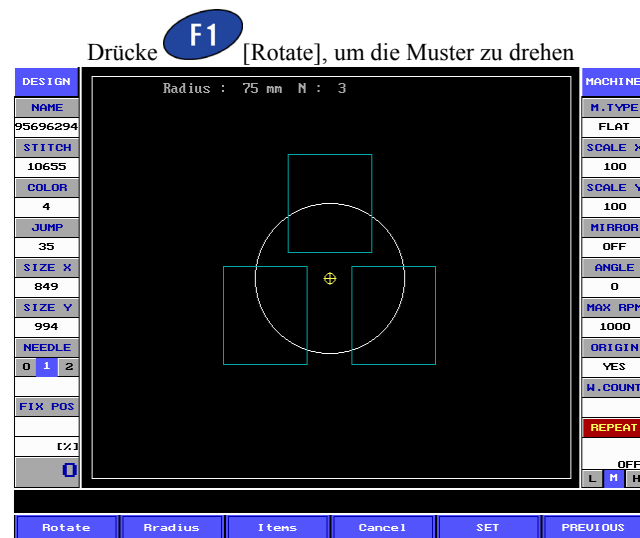 Drücke F1 [Rotate], um die Muster zu drehen
DESIGN
Radius : 75 mm N : 3
MACHINE
NAME
95696294
STITCH
10655
COLOR
4
JUMP
35
SIZE X
849
SIZE Y
994
NEEDLE
0 1 2
FIX POS
[%]
0
M.TYPE
FLAT
SCALE X
100
SCALE Y
100
MIRROR
OFF
ANGLE
0
MAX RPM
1000
ORIGIN
YES
W.COUNT
REPEAT
OFF
L M H
Rotate Rradius Items Cancel SET PREVIOUS